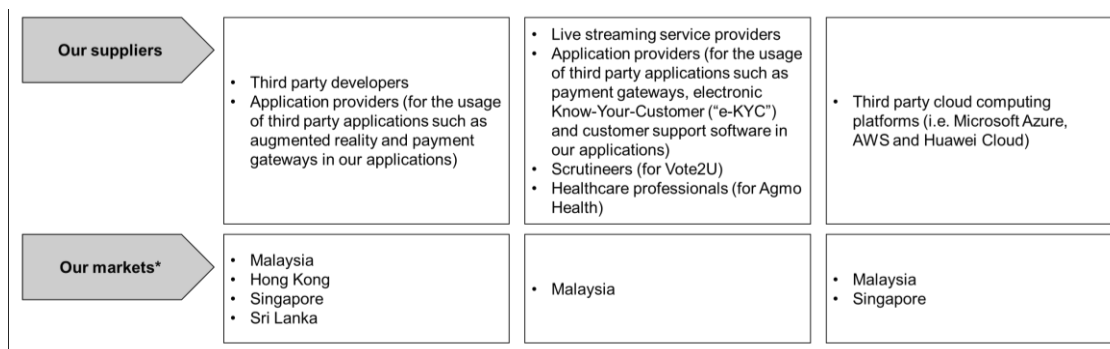 Our suppliers
• Third party developers
• Application providers (for the usage
of third party applications such as
augmented reality and payment
gateways in our applications)
• Live streaming service providers
• Application providers (for the usage
of third party applications such as
payment gateways, electronic
Know-Your-Customer (“e-KYC”)
and customer support software in
our applications)
• Scrutineers (for Vote2U)
• Healthcare professionals (for Agmo
Health)
• Third party cloud computing
platforms (i.e. Microsoft Azure,
AWS and Huawei Cloud)
Our markets*
• Malaysia
• Hong Kong
• Singapore
• Sri Lanka
• Malaysia
• Malaysia
• Singapore